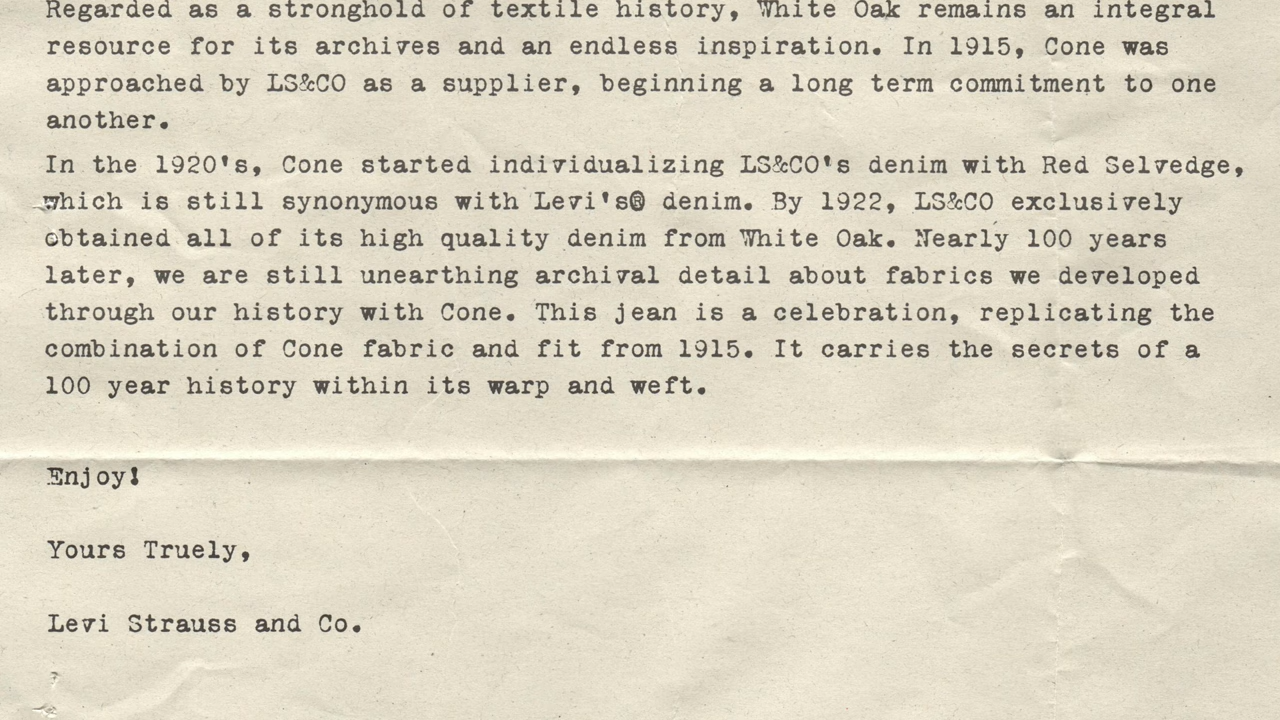 Regarded as a stronghold of textile history, White Oak remains an integral
resource for its archives and an endless inspiration. In 1915, Cone was
approached by LS&CO as a supplier, beginning a long term commitment to one
another.
In the 1920's, Cone started individualizing LS&CO's denim with Red Selvedge,
which is still synonymous with Levi's® denim. By 1922, LS&CO exclusively
obtained all of its high quality denim from White Oak. Nearly 100 years
later, we are still unearthing archival detail about fabrics we developed
through our history with Cone. This jean is a celebration, replicating the
combination of Cone fabric and fit from 1915. It carries the secrets of a
100 year history within its warp and weft.
Enjoy!
Yours Truely,
Levi Strauss and Co.